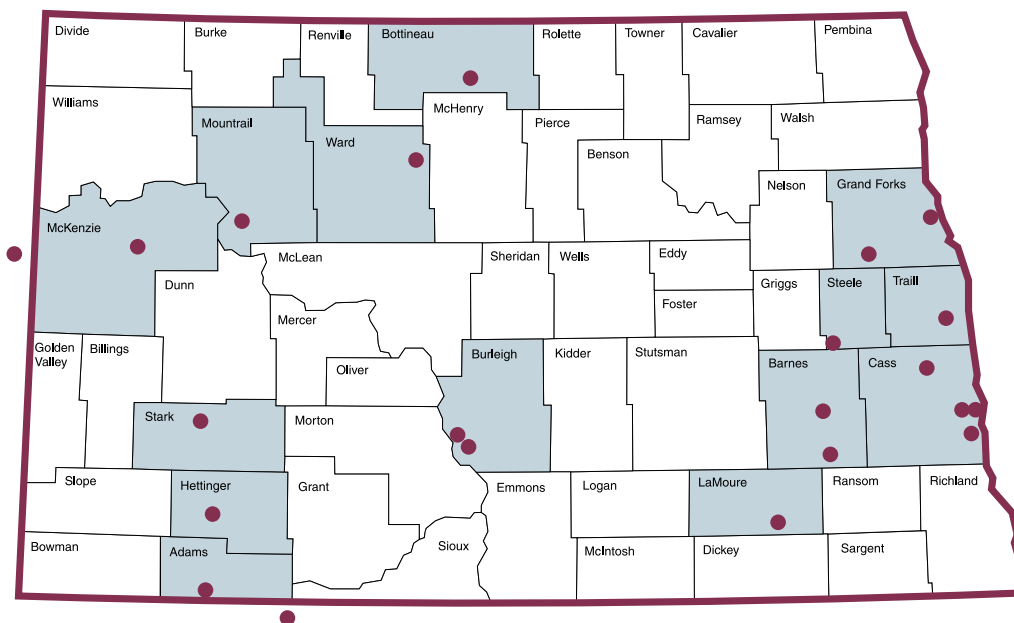 Divide
Burke
Renville
Bottineau
Rolette
Towner
Cavalier
Pembina
Williams
Mountrail
Ward
McHenry
Pierce
Benson
Ramsey
Walsh
Nelson
Grand Forks
McKenzie
Dunn
McLean
Sheridan
Wells
Eddy
Foster
Griggs
Steele
Traill
Golden
Valley
Billings
Mercer
Oliver
Burleigh
Kidder
Stutsman
Barnes
Cass
Stark
Morton
Slope
Hettinger
Grant
Emmons
Logan
LaMoure
Ransom
Richland
Bowman
Adams
Sioux
McIntosh
Dickey
Sargent